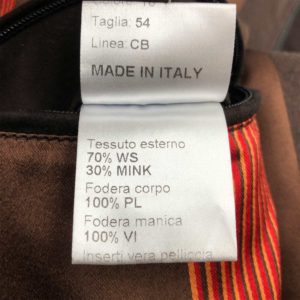 Taglia: 54
Linea: CB
MADE IN ITALY
Tessuto esterno
70% WS
30% MINK
Fodera corpo
100% PL
Fodera manica
100% VI
Inserti vera pelliccia